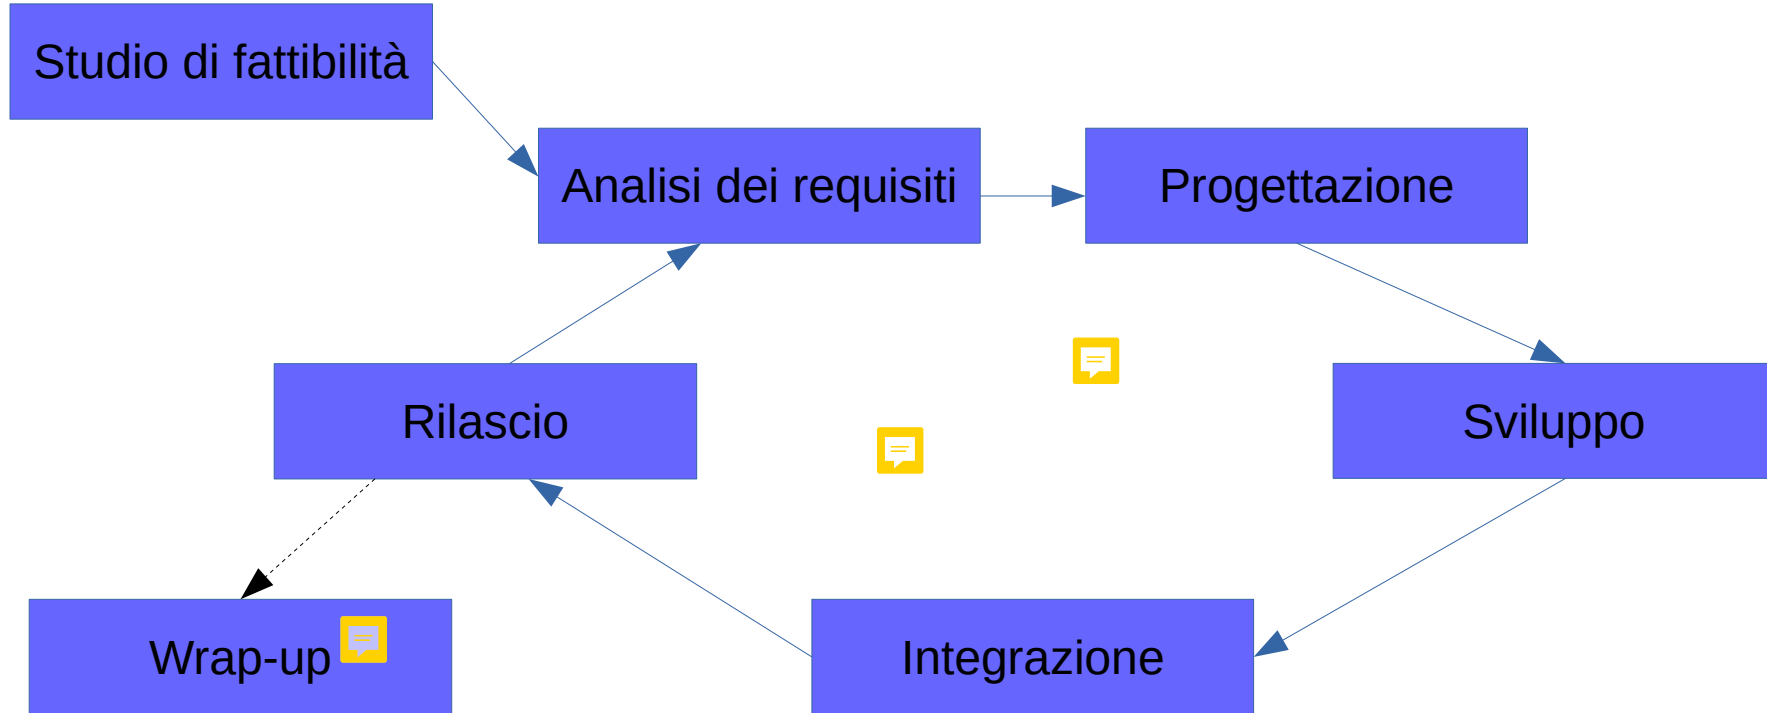 Studio di fattibilità
Analisi dei requisiti
Progettazione
Rilascio
Sviluppo
Wrap-up
Integrazione